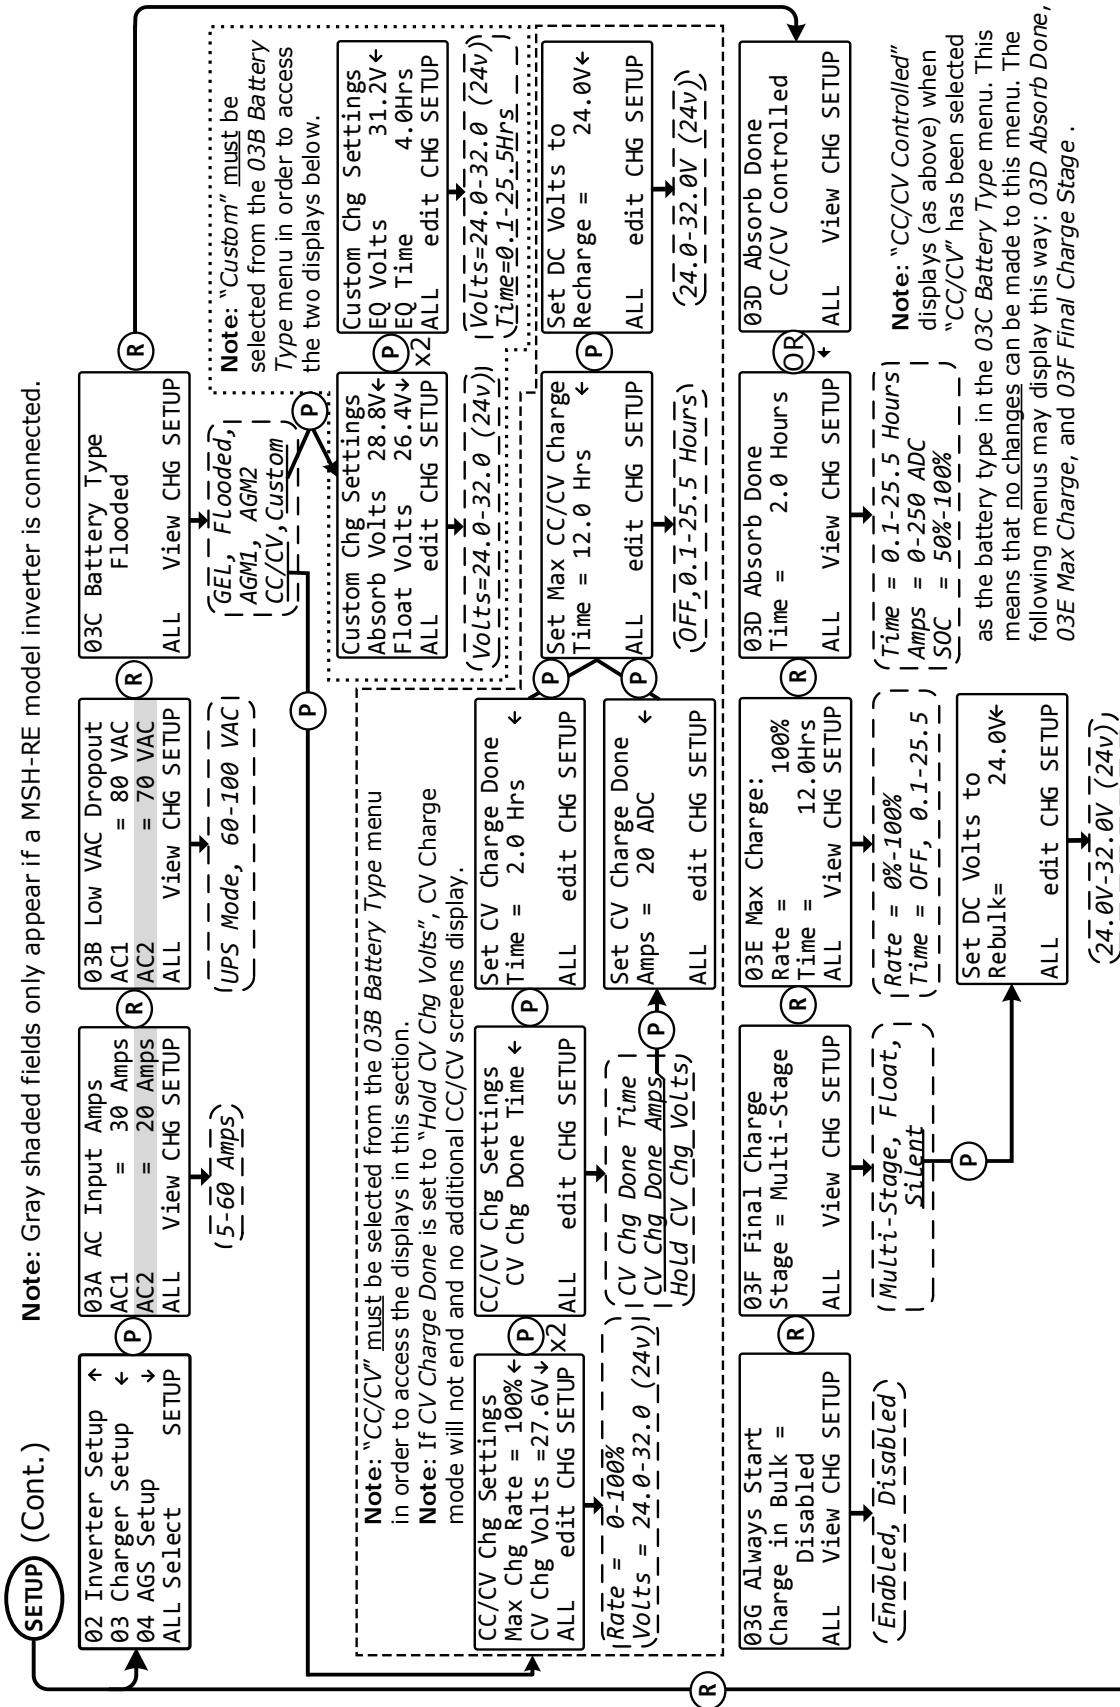 SETUP (Cont.)
Note: Gray shaded fields only appear if a MSH-RE model inverter is connected.
02 Inverter Setup ↑
03 Charger Setup ←
04 AGS Setup ↓
ALL Select SETUP
P
03A AC Input Amps
AC1 = 30 Amps
AC2 = 20 Amps
ALL View CHG SETUP
(5-60 Amps)
R
03B Low VAC Dropout
AC1 = 80 VAC
AC2 = 70 VAC
ALL View CHG SETUP
UPS Mode, 60-100 VAC
R
03C Battery Type
Flooded
ALL View CHG SETUP
GEL, Flooded,
AGM1, AGM2
CC/CV, Custom
R
P
P
Note: "Custom" must be
selected from the 03B Battery
Type menu in order to access
the two displays below.
Custom Chg Settings
Absorb Volts 28.8V←
Float Volts 26.4V↓
ALL edit CHG SETUP
Volts=24.0-32.0 (24v)
P
x2
Custom Chg Settings
EQ Volts 31.2V←
EQ Time 4.0Hrs
ALL edit CHG SETUP
Volts=24.0-32.0 (24v)
Time=0.1-25.5Hrs
Note: "CC/CV" must be selected from the 03B Battery Type menu
in order to access the displays in this section.
Note: If CV Charge Done is set to "Hold CV Chg Volts", CV Charge
mode will not end and no additional CC/CV screens display.
CC/CV Chg Settings
Max Chg Rate = 100%←
CV Chg Volts =27.6V↓
ALL edit CHG SETUP
Rate = 0-100%
Volts = 24.0-32.0 (24v)
P
x2
CC/CV Chg Settings
CV Chg Done Time ←
ALL edit CHG SETUP
CV Chg Done Time
CV Chg Done Amps
Hold CV Chg Volts
P
P
Set CV Charge Done
Time = 2.0 Hrs ←
ALL edit CHG SETUP
Set CV Charge Done
Amps = 20 ADC ←
ALL edit CHG SETUP
P
P
Set Max CC/CV Charge
Time = 12.0 Hrs ←
ALL edit CHG SETUP
OFF,0.1-25.5 Hours
P
Set DC Volts to
Recharge = 24.0V←
ALL edit CHG SETUP
(24.0-32.0V (24v)
03G Always Start
Charge in Bulk =
Disabled
ALL View CHG SETUP
Enabled, Disabled
R
03F Final Charge
Stage = Multi-Stage
ALL View CHG SETUP
Multi-Stage, Float,
Silent
P
R
03E Max Charge:
Rate = 100%
Time = 12.0Hrs
ALL View CHG SETUP
Rate = 0%-100%
Time = OFF, 0.1-25.5
Set DC Volts to
Rebulk= 24.0V←
ALL edit CHG SETUP
(24.0V-32.0V (24v)
R
03D Absorb Done
Time = 2.0 Hours
ALL View CHG SETUP
Time = 0.1-25.5 Hours
Amps = 0-250 ADC
SOC = 50%-100%
OR
↓
03D Absorb Done
CC/CV Controlled
ALL View CHG SETUP
Note: "CC/CV Controlled"
displays (as above) when
"CC/CV" has been selected
as the battery type in the 03C Battery Type menu. This
means that no changes can be made to this menu. The
following menus may display this way: 03D Absorb Done,
03E Max Charge, and 03F Final Charge Stage .
R